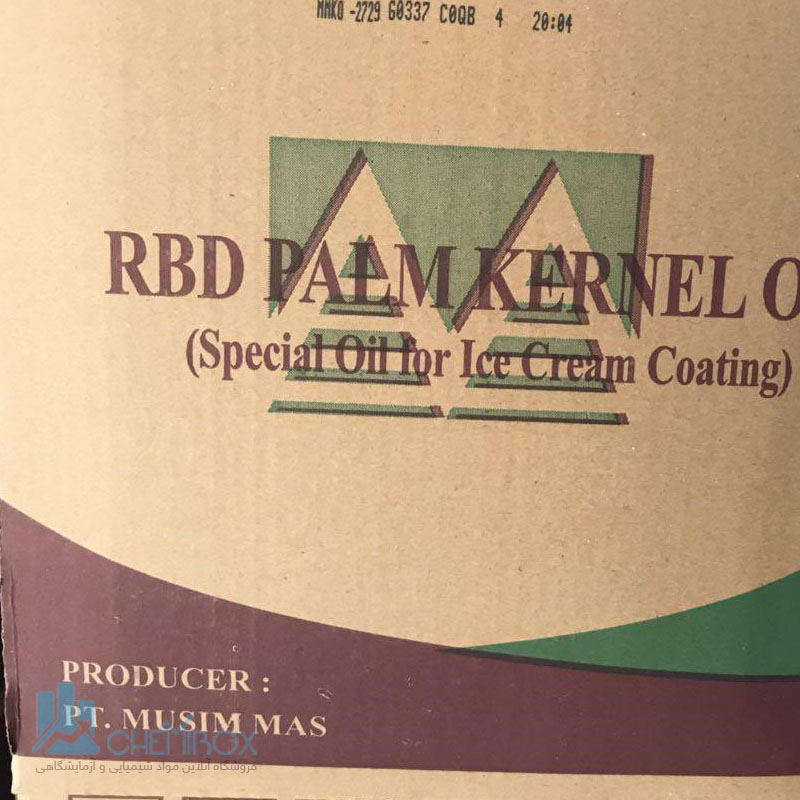 MMKO -2729 G0337 C0QB 4 20:04
RBD PALM KERNEL O
(Special Oil for Ice Cream Coating)
PRODUCER :
PT. MUSIM MAS
CHEMIBOX
فروشگاه آنلاین مواد شیمیایی و آزمایشگاهی